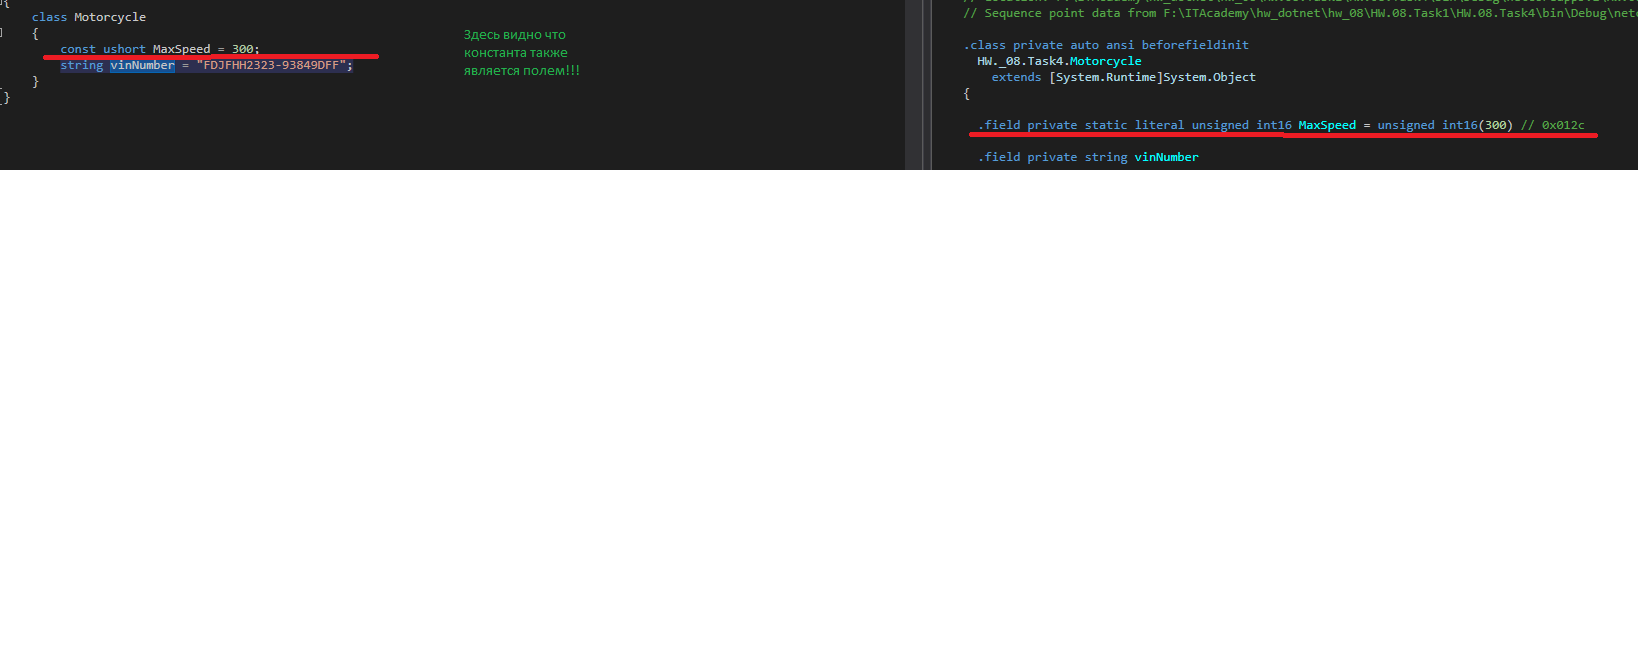 {
class Motorcycle
{
const ushort MaxSpeed = 300;
string vinNumber = "FDJFHH2323-93849DFF";
}
}
Здесь видно что
константа также
является полем!!!
// Sequence point data from F:\ITAcademy\hw_dotnet\hw_08\HW.08.Task1\HW.08.Task4\bin\Debug\netc
.class private auto ansi beforefieldinit
HW._08.Task4.Motorcycle
extends [System.Runtime]System.Object
{
.field private static literal unsigned int16 MaxSpeed = unsigned int16(300) // 0x012c
.field private string vinNumber